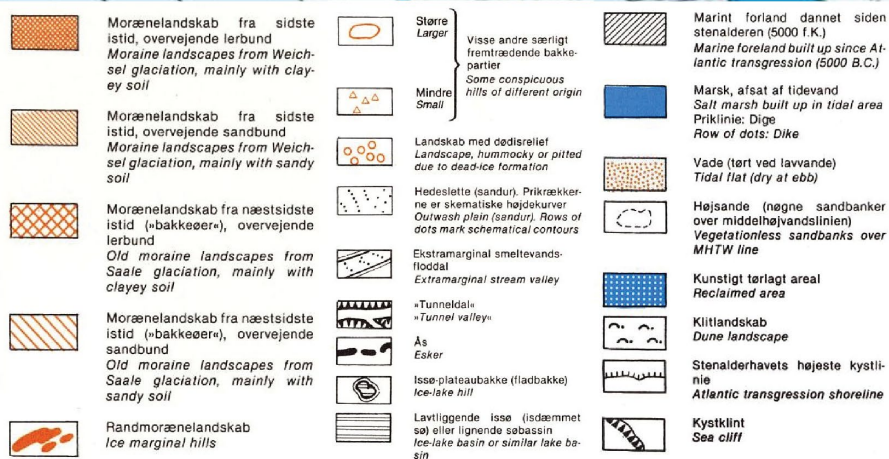 Morænelandskab fra sidste
istid, overvejende lerbund
Moraine landscapes from Weich-
sel glaciation, mainly with clay-
ey soil
Morænelandskab fra sidste
istid, overvejende sandbund
Moraine landscapes from Weich-
sel glaciation, mainly with sandy
soil
Morænelandskab fra næstsidste
istid (»bakkeøer«), overvejende
lerbund
Old moraine landscapes from
Saale glaciation, mainly with
clayey soil
Morænelandskab fra næstsidste
istid (»bakkeøer«), overvejende
sandbund
Old moraine landscapes from
Saale glaciation, mainly with
sandy soil
Randmorænelandskab
Ice marginal hills
Større
Larger
Mindre
Small
Visse andre særligt
fremtrædende bakke-
partier
Some conspicuous
hills of different origin
Landskab med dødisrelief
Landscape, hummocky or pitted
due to dead-ice formation
Hedeslette (sandur). Prikrækker-
ne er skematiske højdekurver
Outwash plain (sandur). Rows of
dots mark schematical contours
Ekstramarginal smeltevands-
floddal
Extramarginal stream valley
»Tunneldal«
»Tunnel valley«
Ås
Esker
Issø-plateaubakke (fladbakke)
Ice-lake hill
Lavtliggende issø (isdæmmet
sø) eller lignende søbassin
Ice-lake basin or similar lake ba-
sin
Marint forland dannet siden
stenalderen (5000 f.K.)
Marine foreland built up since At-
lantic transgression (5000 B.C.)
Marsk, afsat af tidevand
Salt marsh built up in tidal area
Priklinie: Dige
Row of dots: Dike
Vade (tørt ved lavvande)
Tidal flat (dry at ebb)
Højsande (nøgne sandbanker
over middelhøjvandslinien)
Vegetationless sandbanks over
MHTW line
Kunstigt tørlagt areal
Reclaimed area
Klitlandskab
Dune landscape
Stenalderhavets højeste kystli-
nie
Atlantic transgression shoreline
Kystklint
Sea cliff